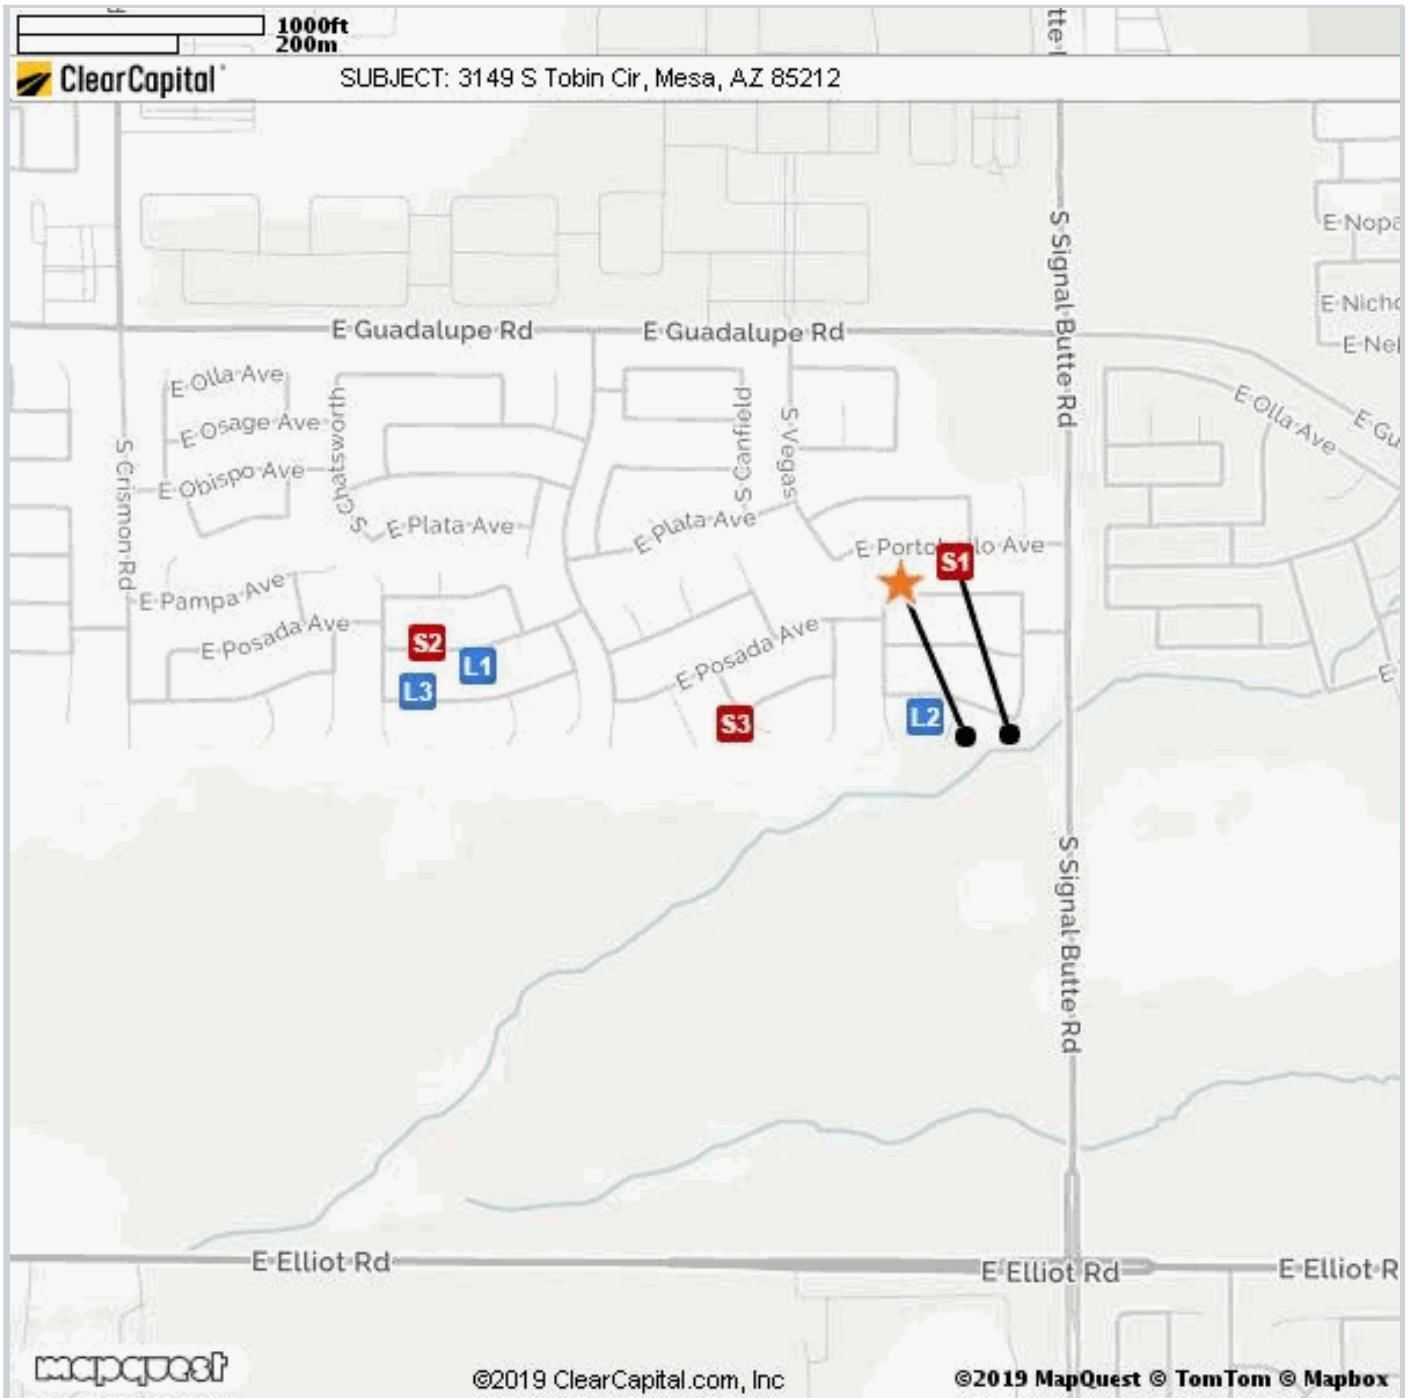 1000ft
200m
ClearCapital
SUBJECT: 3149 S Tobin Cir, Mesa, AZ 85212
E Nopa
S Signal Butte Rd
E Nicho
E Guadalupe Rd
E Guadalupe Rd
E Nel
E Olla Ave
S Chatsworth
S Canfield
S Vegas
E Olla Ave
E Gu
E Osage Ave
S Crismon Rd
E Obispo Ave
E Plata Ave
E Plata Ave
E Portobello Ave
S1
E Pampa Ave
E Posada Ave
S2
L1
E Posada Ave
L3
S3
L2
S Signal Butte Rd
E Elliot Rd
E Elliot Rd
E Elliot R
mapquest
©2019 ClearCapital.com, Inc
©2019 MapQuest © TomTom © Mapbox